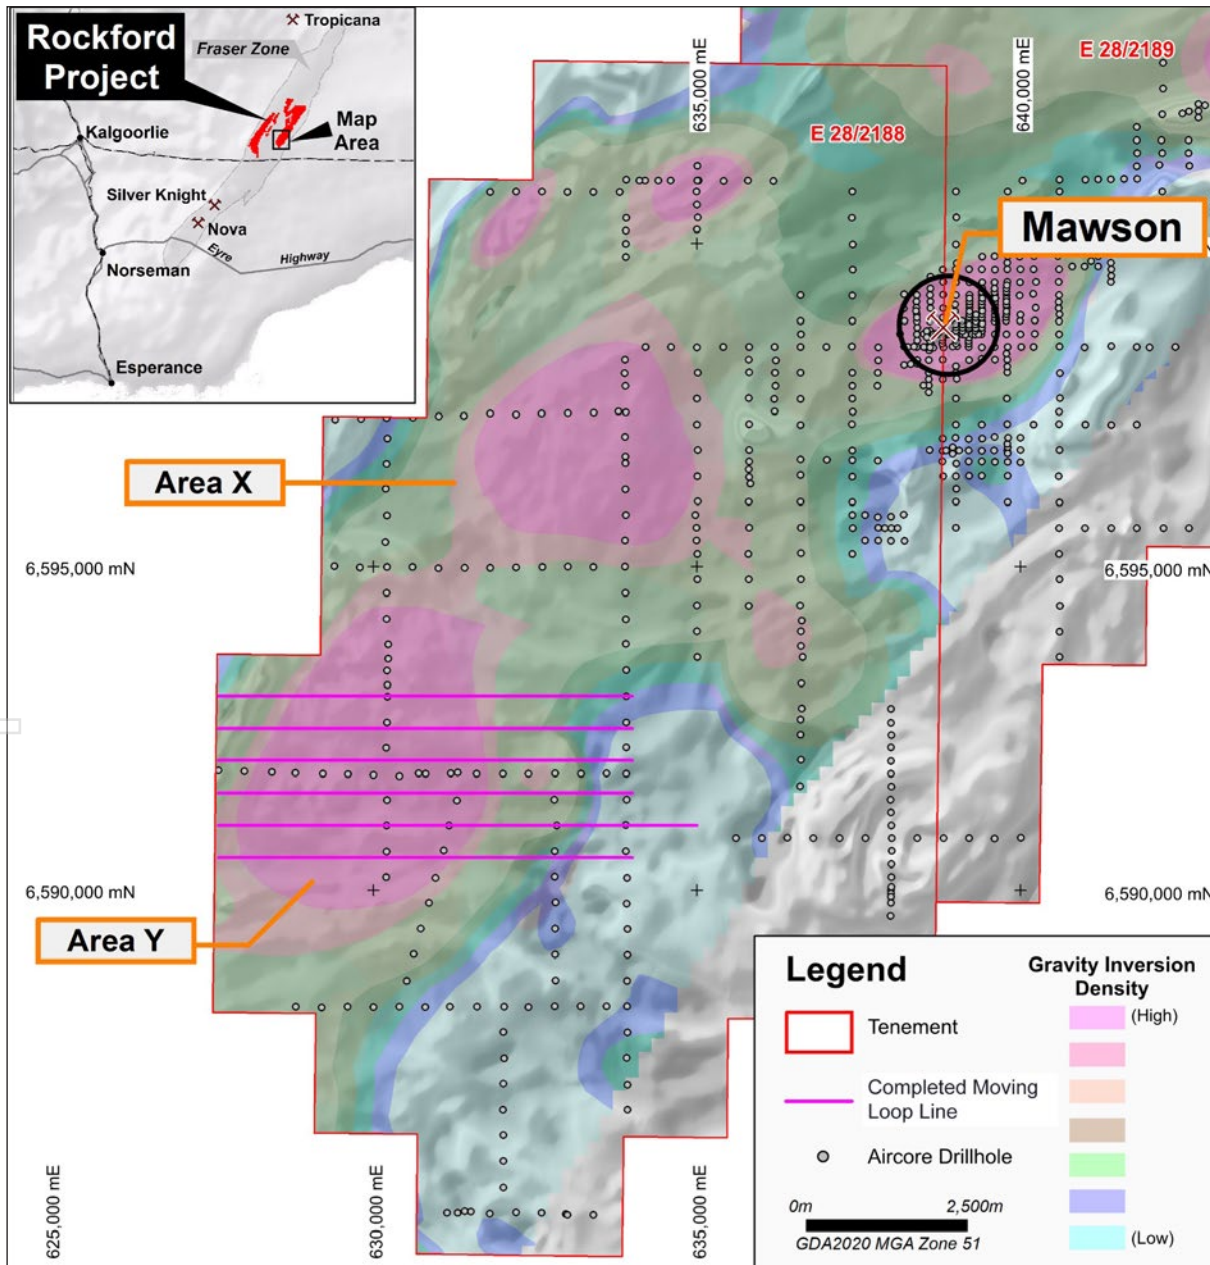 Tropicana
Rockford
Project
Fraser Zone
Map
Area
Kalgoorlie
Silver Knight
Nova
Eyre
Highway
Norseman
Esperance
635,000 mE
640,000 mE
E 28/2189
E 28/2188
Mawson
Area X
6,595,000 mN
6,595,000 mN
6,590,000 mN
6,590,000 mN
Area Y
625,000 mE
630,000 mE
635,000 mE
Legend
Tenement
Completed Moving
Loop Line
Aircore Drillhole
0m
2,500m
GDA2020 MGA Zone 51
Gravity Inversion
Density
(High)
(Low)